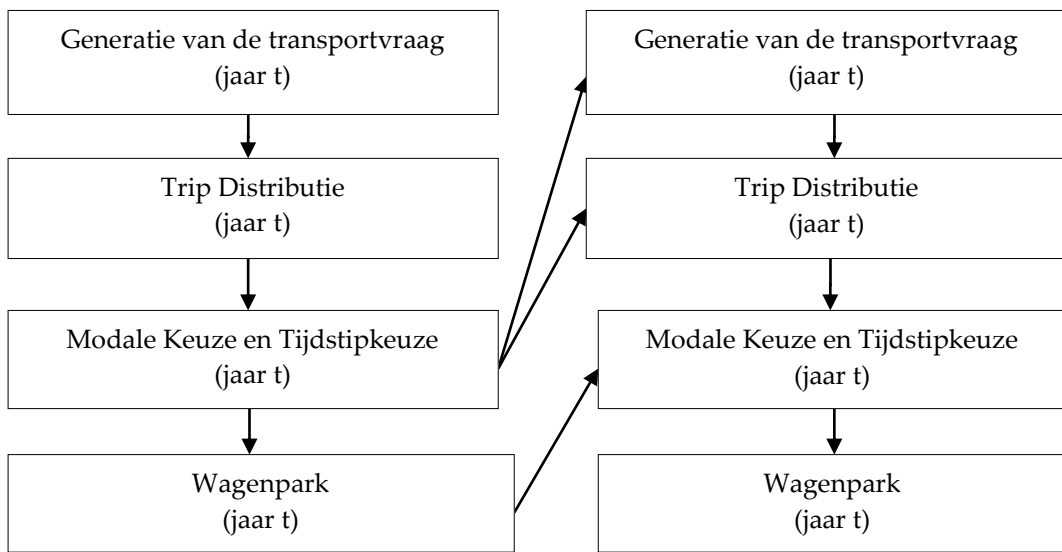 Generatie van de transportvraag
(jaar t)
Trip Distributie
(jaar t)
Modale Keuze en Tijdstipkeuze
(jaar t)
Wagenpark
(jaar t)
Generatie van de transportvraag
(jaar t)
Trip Distributie
(jaar t)
Modale Keuze en Tijdstipkeuze
(jaar t)
Wagenpark
(jaar t)